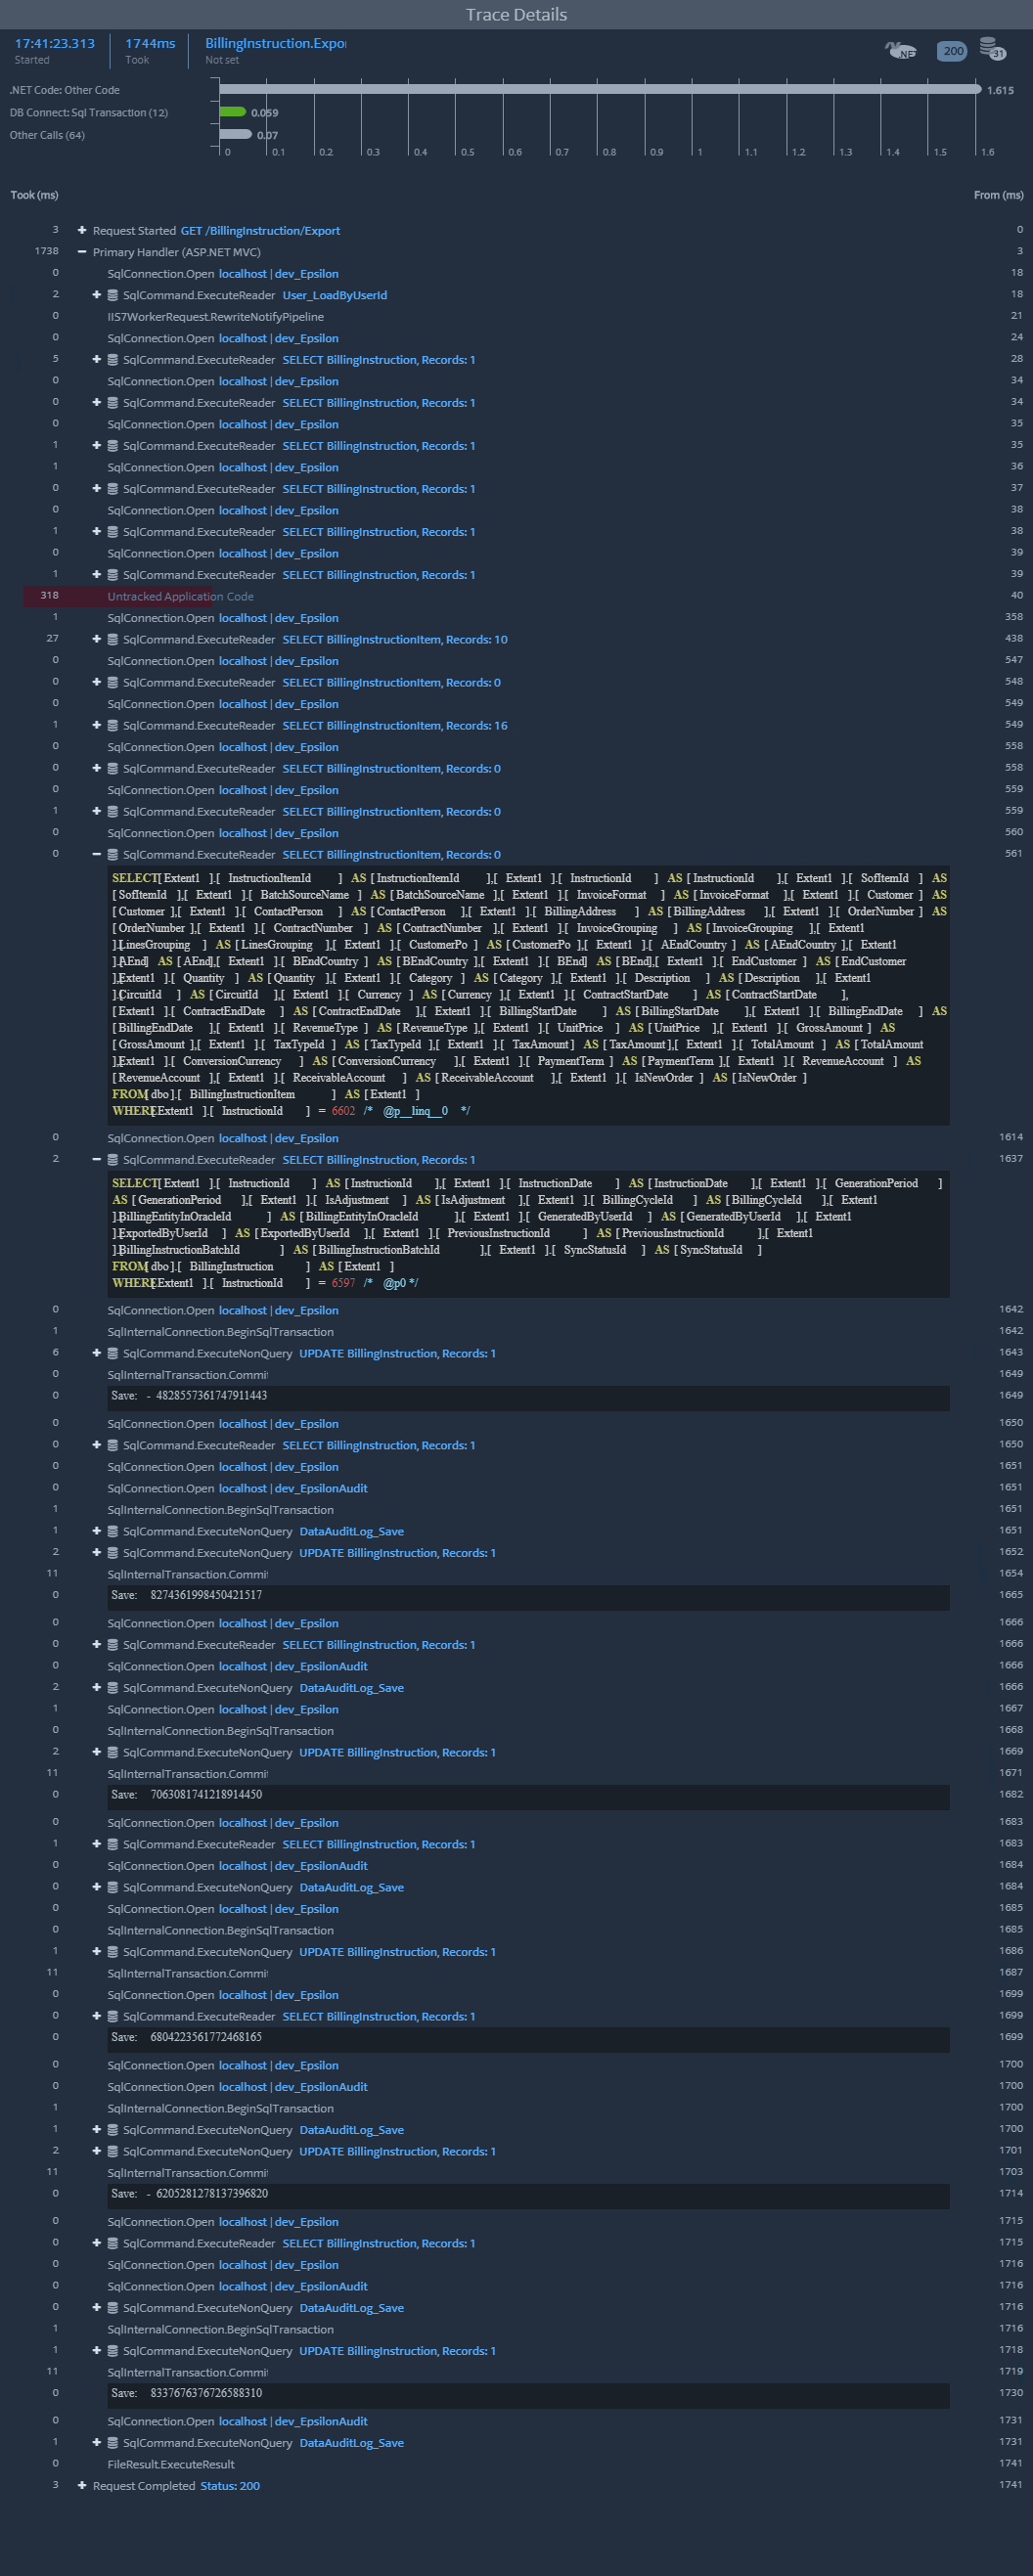 Trace Details
17:41:23.313 1744ms BillingInstruction.Expor
Started Took Not set
.NET 200 31
.NET Code: Other Code 1.615
DB Connect: Sql Transaction (12) 0.059
Other Calls (64) 0.07
0 0.1 0.2 0.3 0.4 0.5 0.6 0.7 0.8 0.9 1 1.1 1.2 1.3 1.4 1.5 1.6
Took (ms) From (ms)
3 + Request Started GET /BillingInstruction/Export 0
1738 − Primary Handler (ASP.NET MVC) 3
0 SqlConnection.Open localhost | dev_Epsilon 18
2 + SqlCommand.ExecuteReader User_LoadByUserId 18
0 IIS7WorkerRequest.RewriteNotifyPipeline 21
0 SqlConnection.Open localhost | dev_Epsilon 24
5 + SqlCommand.ExecuteReader SELECT BillingInstruction, Records: 1 28
0 SqlConnection.Open localhost | dev_Epsilon 34
0 + SqlCommand.ExecuteReader SELECT BillingInstruction, Records: 1 34
0 SqlConnection.Open localhost | dev_Epsilon 35
1 + SqlCommand.ExecuteReader SELECT BillingInstruction, Records: 1 35
1 SqlConnection.Open localhost | dev_Epsilon 36
0 + SqlCommand.ExecuteReader SELECT BillingInstruction, Records: 1 37
0 SqlConnection.Open localhost | dev_Epsilon 38
1 + SqlCommand.ExecuteReader SELECT BillingInstruction, Records: 1 38
0 SqlConnection.Open localhost | dev_Epsilon 39
1 + SqlCommand.ExecuteReader SELECT BillingInstruction, Records: 1 39
318 Untracked Application Code 40
1 SqlConnection.Open localhost | dev_Epsilon 358
27 + SqlCommand.ExecuteReader SELECT BillingInstructionItem, Records: 10 438
0 SqlConnection.Open localhost | dev_Epsilon 547
0 + SqlCommand.ExecuteReader SELECT BillingInstructionItem, Records: 0 548
0 SqlConnection.Open localhost | dev_Epsilon 549
1 + SqlCommand.ExecuteReader SELECT BillingInstructionItem, Records: 16 549
0 SqlConnection.Open localhost | dev_Epsilon 558
0 + SqlCommand.ExecuteReader SELECT BillingInstructionItem, Records: 0 558
0 SqlConnection.Open localhost | dev_Epsilon 559
1 + SqlCommand.ExecuteReader SELECT BillingInstructionItem, Records: 0 559
0 SqlConnection.Open localhost | dev_Epsilon 560
0 − SqlCommand.ExecuteReader SELECT BillingInstructionItem, Records: 0 561
SELECT[ Extent1 ].[ InstructionItemId ] AS [ InstructionItemId ],[ Extent1 ].[ InstructionId ] AS [ InstructionId ],[ Extent1 ].[ SofItemId ] AS
[ SofItemId ],[ Extent1 ].[ BatchSourceName ] AS [ BatchSourceName ],[ Extent1 ].[ InvoiceFormat ] AS [ InvoiceFormat ],[ Extent1 ].[ Customer ] AS
[ Customer ],[ Extent1 ].[ ContactPerson ] AS [ ContactPerson ],[ Extent1 ].[ BillingAddress ] AS [ BillingAddress ],[ Extent1 ].[ OrderNumber ] AS
[ OrderNumber ],[ Extent1 ].[ ContractNumber ] AS [ ContractNumber ],[ Extent1 ].[ InvoiceGrouping ] AS [ InvoiceGrouping ],[ Extent1
].[ LinesGrouping ] AS [ LinesGrouping ],[ Extent1 ].[ CustomerPo ] AS [ CustomerPo ],[ Extent1 ].[ AEndCountry ] AS [ AEndCountry ],[ Extent1
].[ AEnd] AS [ AEnd],[ Extent1 ].[ BEndCountry ] AS [ BEndCountry ],[ Extent1 ].[ BEnd] AS [ BEnd],[ Extent1 ].[ EndCustomer ] AS [ EndCustomer
],[ Extent1 ].[ Quantity ] AS [ Quantity ],[ Extent1 ].[ Category ] AS [ Category ],[ Extent1 ].[ Description ] AS [ Description ],[ Extent1
].[ CircuitId ] AS [ CircuitId ],[ Extent1 ].[ Currency ] AS [ Currency ],[ Extent1 ].[ ContractStartDate ] AS [ ContractStartDate ],
[ Extent1 ].[ ContractEndDate ] AS [ ContractEndDate ],[ Extent1 ].[ BillingStartDate ] AS [ BillingStartDate ],[ Extent1 ].[ BillingEndDate ] AS
[ BillingEndDate ],[ Extent1 ].[ RevenueType ] AS [ RevenueType ],[ Extent1 ].[ UnitPrice ] AS [ UnitPrice ],[ Extent1 ].[ GrossAmount ] AS
[ GrossAmount ],[ Extent1 ].[ TaxTypeId ] AS [ TaxTypeId ],[ Extent1 ].[ TaxAmount ] AS [ TaxAmount ],[ Extent1 ].[ TotalAmount ] AS [ TotalAmount
],[ Extent1 ].[ ConversionCurrency ] AS [ ConversionCurrency ],[ Extent1 ].[ PaymentTerm ] AS [ PaymentTerm ],[ Extent1 ].[ RevenueAccount ] AS
[ RevenueAccount ],[ Extent1 ].[ ReceivableAccount ] AS [ ReceivableAccount ],[ Extent1 ].[ IsNewOrder ] AS [ IsNewOrder ]
FROM[ dbo ].[ BillingInstructionItem ] AS [ Extent1 ]
WHERE[ Extent1 ].[ InstructionId ] = 6602 /* @p__linq__0 */
0 SqlConnection.Open localhost | dev_Epsilon 1614
2 − SqlCommand.ExecuteReader SELECT BillingInstruction, Records: 1 1637
SELECT[ Extent1 ].[ InstructionId ] AS [ InstructionId ],[ Extent1 ].[ InstructionDate ] AS [ InstructionDate ],[ Extent1 ].[ GenerationPeriod ]
AS [ GenerationPeriod ],[ Extent1 ].[ IsAdjustment ] AS [ IsAdjustment ],[ Extent1 ].[ BillingCycleId ] AS [ BillingCycleId ],[ Extent1
].[ BillingEntityInOracleId ] AS [ BillingEntityInOracleId ],[ Extent1 ].[ GeneratedByUserId ] AS [ GeneratedByUserId ],[ Extent1
].[ ExportedByUserId ] AS [ ExportedByUserId ],[ Extent1 ].[ PreviousInstructionId ] AS [ PreviousInstructionId ],[ Extent1
].[ BillingInstructionBatchId ] AS [ BillingInstructionBatchId ],[ Extent1 ].[ SyncStatusId ] AS [ SyncStatusId ]
FROM[ dbo ].[ BillingInstruction ] AS [ Extent1 ]
WHERE[ Extent1 ].[ InstructionId ] = 6597 /* @p0 */
0 SqlConnection.Open localhost | dev_Epsilon 1642
1 SqlInternalConnection.BeginSqlTransaction 1642
6 + SqlCommand.ExecuteNonQuery UPDATE BillingInstruction, Records: 1 1643
0 SqlInternalTransaction.Commit 1649
0 Save: - 4828557361747911443 1649
0 SqlConnection.Open localhost | dev_Epsilon 1650
0 + SqlCommand.ExecuteReader SELECT BillingInstruction, Records: 1 1650
0 SqlConnection.Open localhost | dev_Epsilon 1651
0 SqlConnection.Open localhost | dev_EpsilonAudit 1651
1 SqlInternalConnection.BeginSqlTransaction 1651
1 + SqlCommand.ExecuteNonQuery DataAuditLog_Save 1651
2 + SqlCommand.ExecuteNonQuery UPDATE BillingInstruction, Records: 1 1652
11 SqlInternalTransaction.Commit 1654
0 Save: 8274361998450421517 1665
0 SqlConnection.Open localhost | dev_Epsilon 1666
0 + SqlCommand.ExecuteReader SELECT BillingInstruction, Records: 1 1666
0 SqlConnection.Open localhost | dev_EpsilonAudit 1666
2 + SqlCommand.ExecuteNonQuery DataAuditLog_Save 1666
1 SqlConnection.Open localhost | dev_Epsilon 1667
0 SqlInternalConnection.BeginSqlTransaction 1668
2 + SqlCommand.ExecuteNonQuery UPDATE BillingInstruction, Records: 1 1669
11 SqlInternalTransaction.Commit 1671
0 Save: 7063081741218914450 1682
0 SqlConnection.Open localhost | dev_Epsilon 1683
1 + SqlCommand.ExecuteReader SELECT BillingInstruction, Records: 1 1683
0 SqlConnection.Open localhost | dev_EpsilonAudit 1684
0 + SqlCommand.ExecuteNonQuery DataAuditLog_Save 1684
0 SqlConnection.Open localhost | dev_Epsilon 1685
0 SqlInternalConnection.BeginSqlTransaction 1685
1 + SqlCommand.ExecuteNonQuery UPDATE BillingInstruction, Records: 1 1686
11 SqlInternalTransaction.Commit 1687
0 SqlConnection.Open localhost | dev_Epsilon 1699
0 + SqlCommand.ExecuteReader SELECT BillingInstruction, Records: 1 1699
0 Save: 6804223561772468165 1699
0 SqlConnection.Open localhost | dev_Epsilon 1700
0 SqlConnection.Open localhost | dev_EpsilonAudit 1700
1 SqlInternalConnection.BeginSqlTransaction 1700
1 + SqlCommand.ExecuteNonQuery DataAuditLog_Save 1700
2 + SqlCommand.ExecuteNonQuery UPDATE BillingInstruction, Records: 1 1701
11 SqlInternalTransaction.Commit 1703
0 Save: - 6205281278137396820 1714
0 SqlConnection.Open localhost | dev_Epsilon 1715
0 + SqlCommand.ExecuteReader SELECT BillingInstruction, Records: 1 1715
0 SqlConnection.Open localhost | dev_Epsilon 1716
0 SqlConnection.Open localhost | dev_EpsilonAudit 1716
0 + SqlCommand.ExecuteNonQuery DataAuditLog_Save 1716
1 SqlInternalConnection.BeginSqlTransaction 1716
1 + SqlCommand.ExecuteNonQuery UPDATE BillingInstruction, Records: 1 1718
11 SqlInternalTransaction.Commit 1719
0 Save: 8337676376726588310 1730
0 SqlConnection.Open localhost | dev_EpsilonAudit 1731
1 + SqlCommand.ExecuteNonQuery DataAuditLog_Save 1731
0 FileResult.ExecuteResult 1741
3 + Request Completed Status: 200 1741